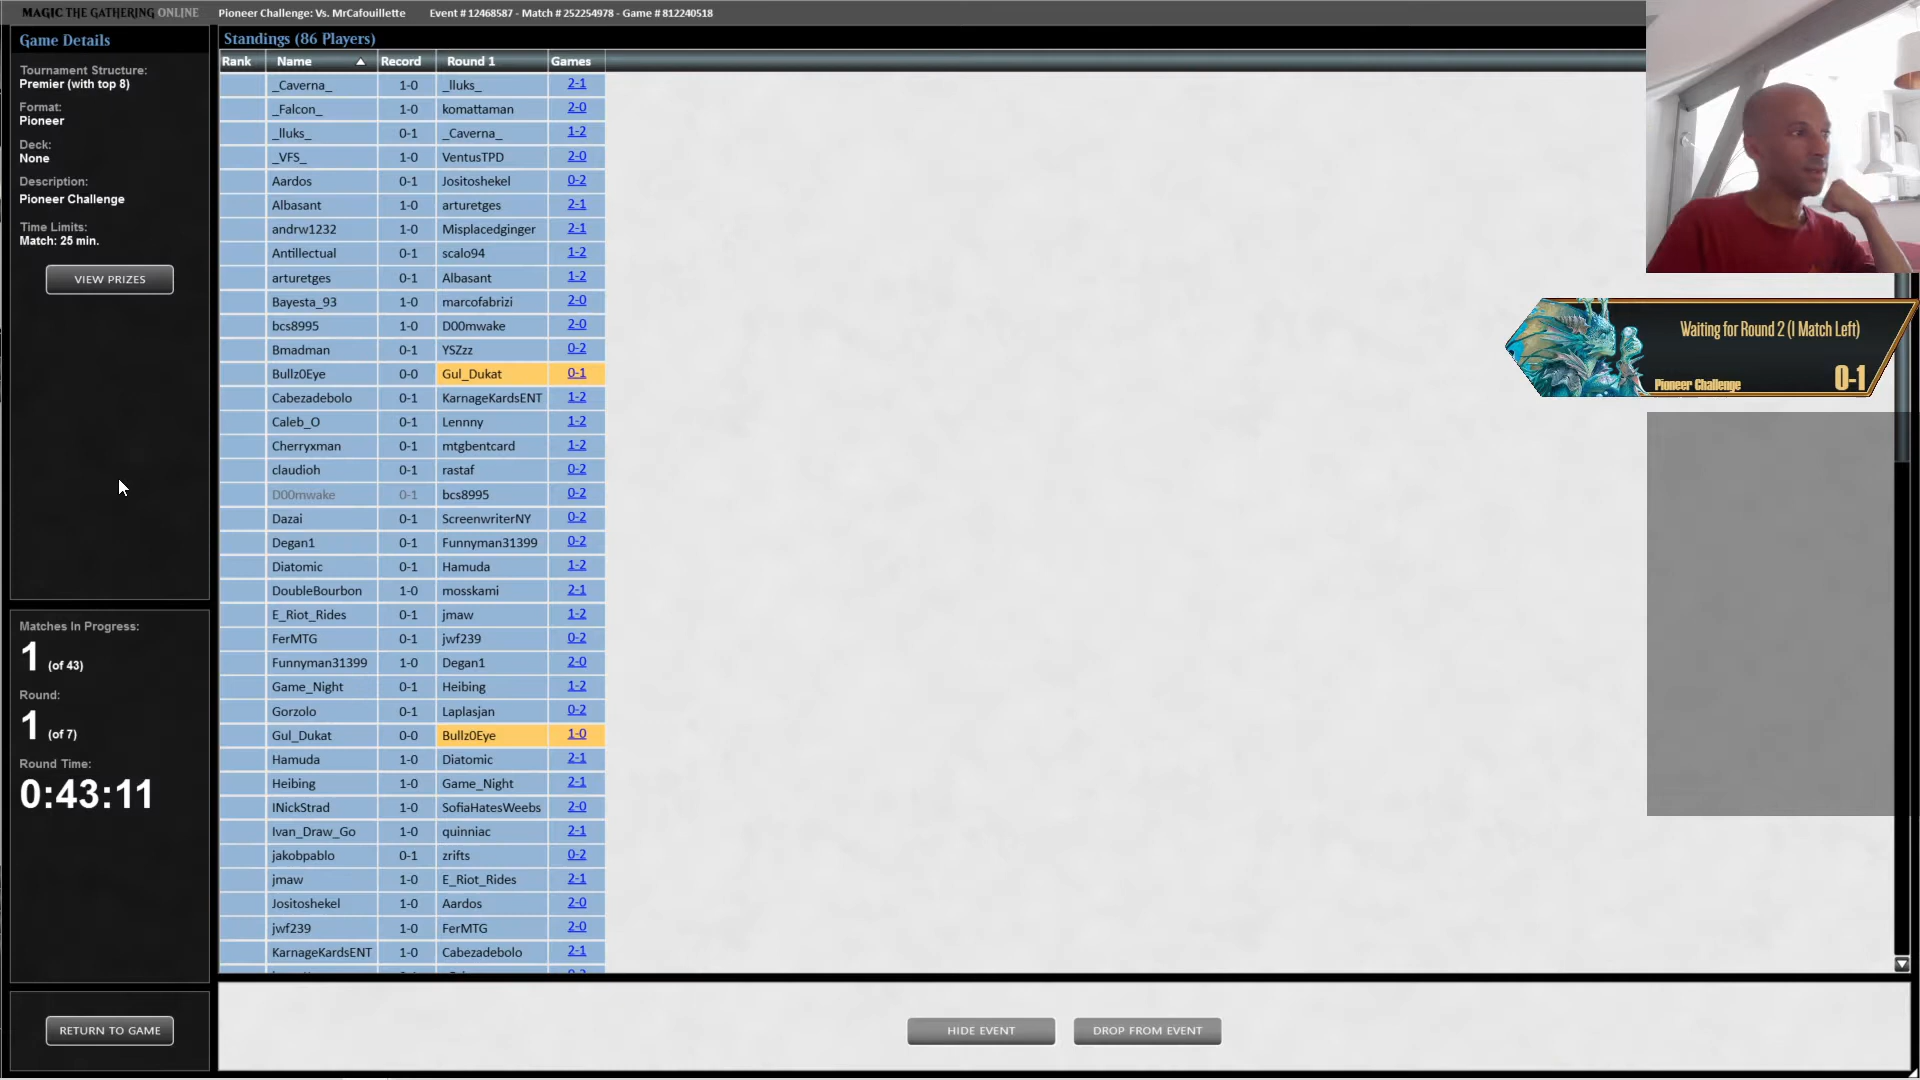 MAGIC THE GATHERING ONLINE
Pioneer Challenge: Vs. MrCafouillette Event # 12468587 - Match # 252254978 - Game # 812240518
Game Details
Tournament Structure:
Premier (with top 8)
Format:
Pioneer
Deck:
None
Description:
Pioneer Challenge
Time Limits:
Match: 25 min.
VIEW PRIZES
Matches In Progress:
1 (of 43)
Round:
1 (of 7)
Round Time:
0:43:11
RETURN TO GAME
Standings (86 Players)
Rank Name Record Round 1 Games
_Caverna_ 1-0 _lluks_ 2-1
_Falcon_ 1-0 komattaman 2-0
_lluks_ 0-1 _Caverna_ 1-2
_VFS_ 1-0 VentusTPD 2-0
Aardos 0-1 Jositoshekel 0-2
Albasant 1-0 arturetges 2-1
andrw1232 1-0 Misplacedginger 2-1
Antillectual 0-1 scalo94 1-2
arturetges 0-1 Albasant 1-2
Bayesta_93 1-0 marcofabrizi 2-0
bcs8995 1-0 D00mwake 2-0
Bmadman 0-1 YSZzz 0-2
Bullz0Eye 0-0 Gul_Dukat 0-1
Cabezadebolo 0-1 KarnageKardsENT 1-2
Caleb_O 0-1 Lennny 1-2
Cherryxman 0-1 mtgbentcard 1-2
claudioh 0-1 rastaf 0-2
D00mwake 0-1 bcs8995 0-2
Dazai 0-1 ScreenwriterNY 0-2
Degan1 0-1 Funnyman31399 0-2
Diatomic 0-1 Hamuda 1-2
DoubleBourbon 1-0 mosskami 2-1
E_Riot_Rides 0-1 jmaw 1-2
FerMTG 0-1 jwf239 0-2
Funnyman31399 1-0 Degan1 2-0
Game_Night 0-1 Heibing 1-2
Gorzolo 0-1 Laplasjan 0-2
Gul_Dukat 0-0 Bullz0Eye 1-0
Hamuda 1-0 Diatomic 2-1
Heibing 1-0 Game_Night 2-1
INickStrad 1-0 SofiaHatesWeebs 2-0
Ivan_Draw_Go 1-0 quinniac 2-1
jakobpablo 0-1 zrifts 0-2
jmaw 1-0 E_Riot_Rides 2-1
Jositoshekel 1-0 Aardos 2-0
jwf239 1-0 FerMTG 2-0
KarnageKardsENT 1-0 Cabezadebolo 2-1
HIDE EVENT
DROP FROM EVENT
Waiting for Round 2 (1 Match Left)
Pioneer Challenge 0-1